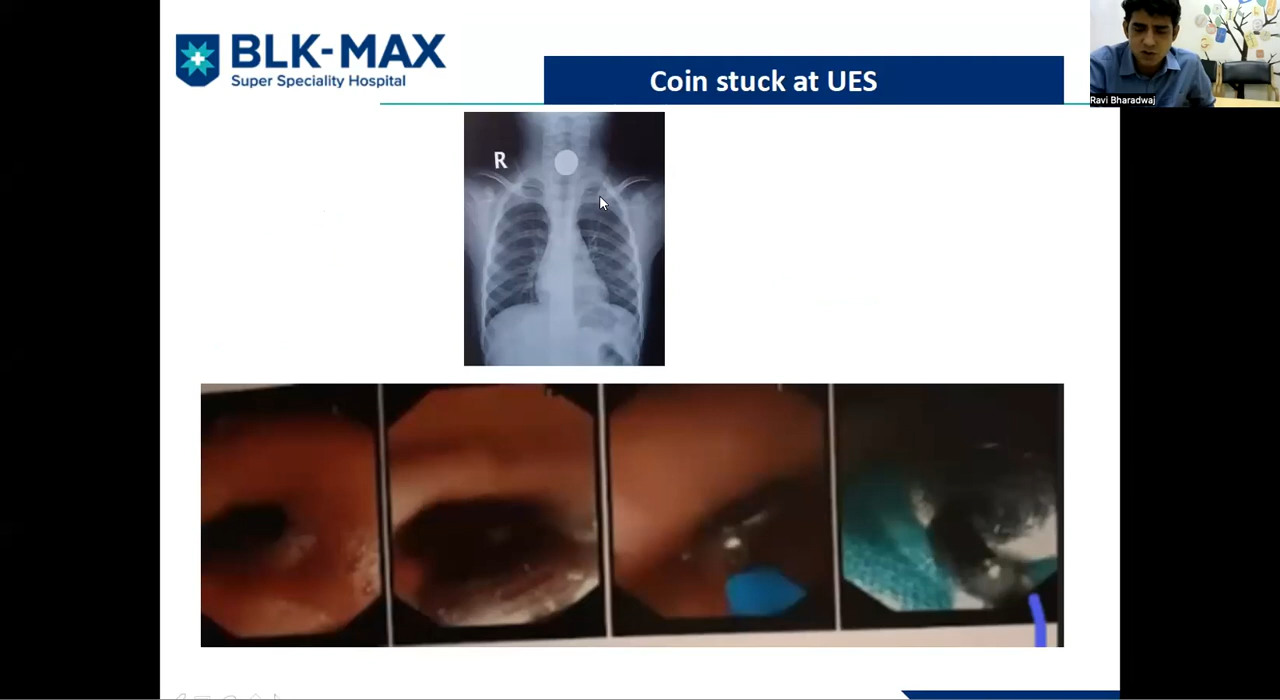 BLK-MAX
Super Speciality Hospital
Coin stuck at UES
Ravi Bharadwaj
R